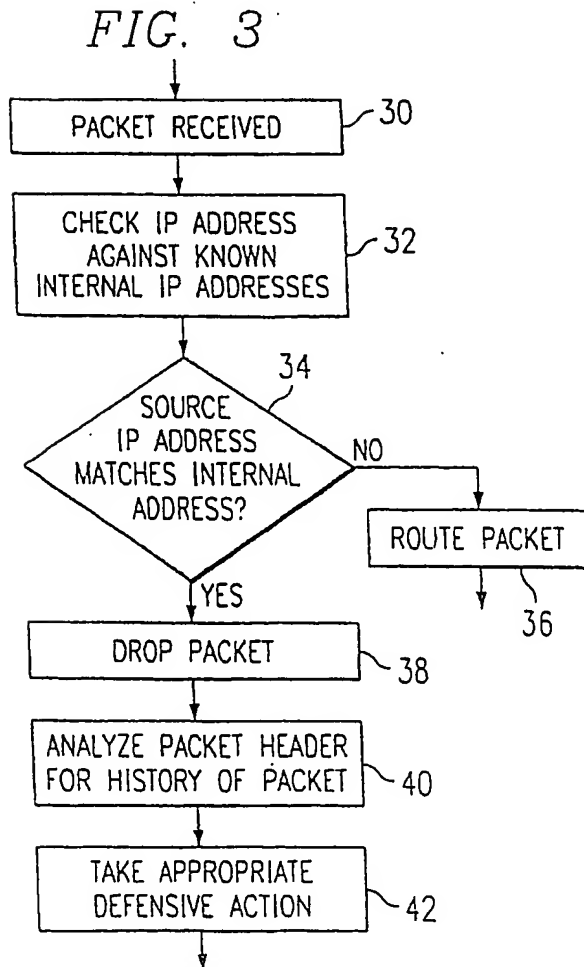 FIG. 3
PACKET RECEIVED
30
CHECK IP ADDRESS
AGAINST KNOWN
INTERNAL IP ADDRESSES
32
34
SOURCE
IP ADDRESS
MATCHES INTERNAL
ADDRESS?
NO
ROUTE PACKET
36
YES
DROP PACKET
38
ANALYZE PACKET HEADER
FOR HISTORY OF PACKET
40
TAKE APPROPRIATE
DEFENSIVE ACTION
42